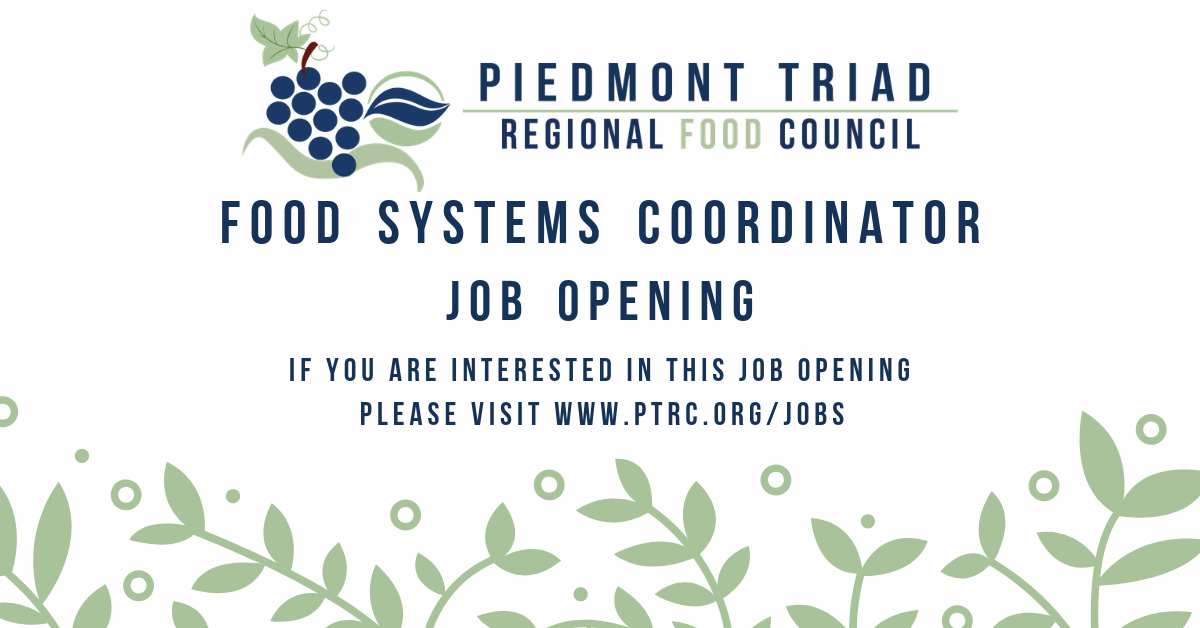 PIEDMONT TRIAD
REGIONAL FOOD COUNCIL
FOOD SYSTEMS COORDINATOR
JOB OPENING
IF YOU ARE INTERESTED IN THIS JOB OPENING
PLEASE VISIT WWW.PTRC.ORG/JOBS